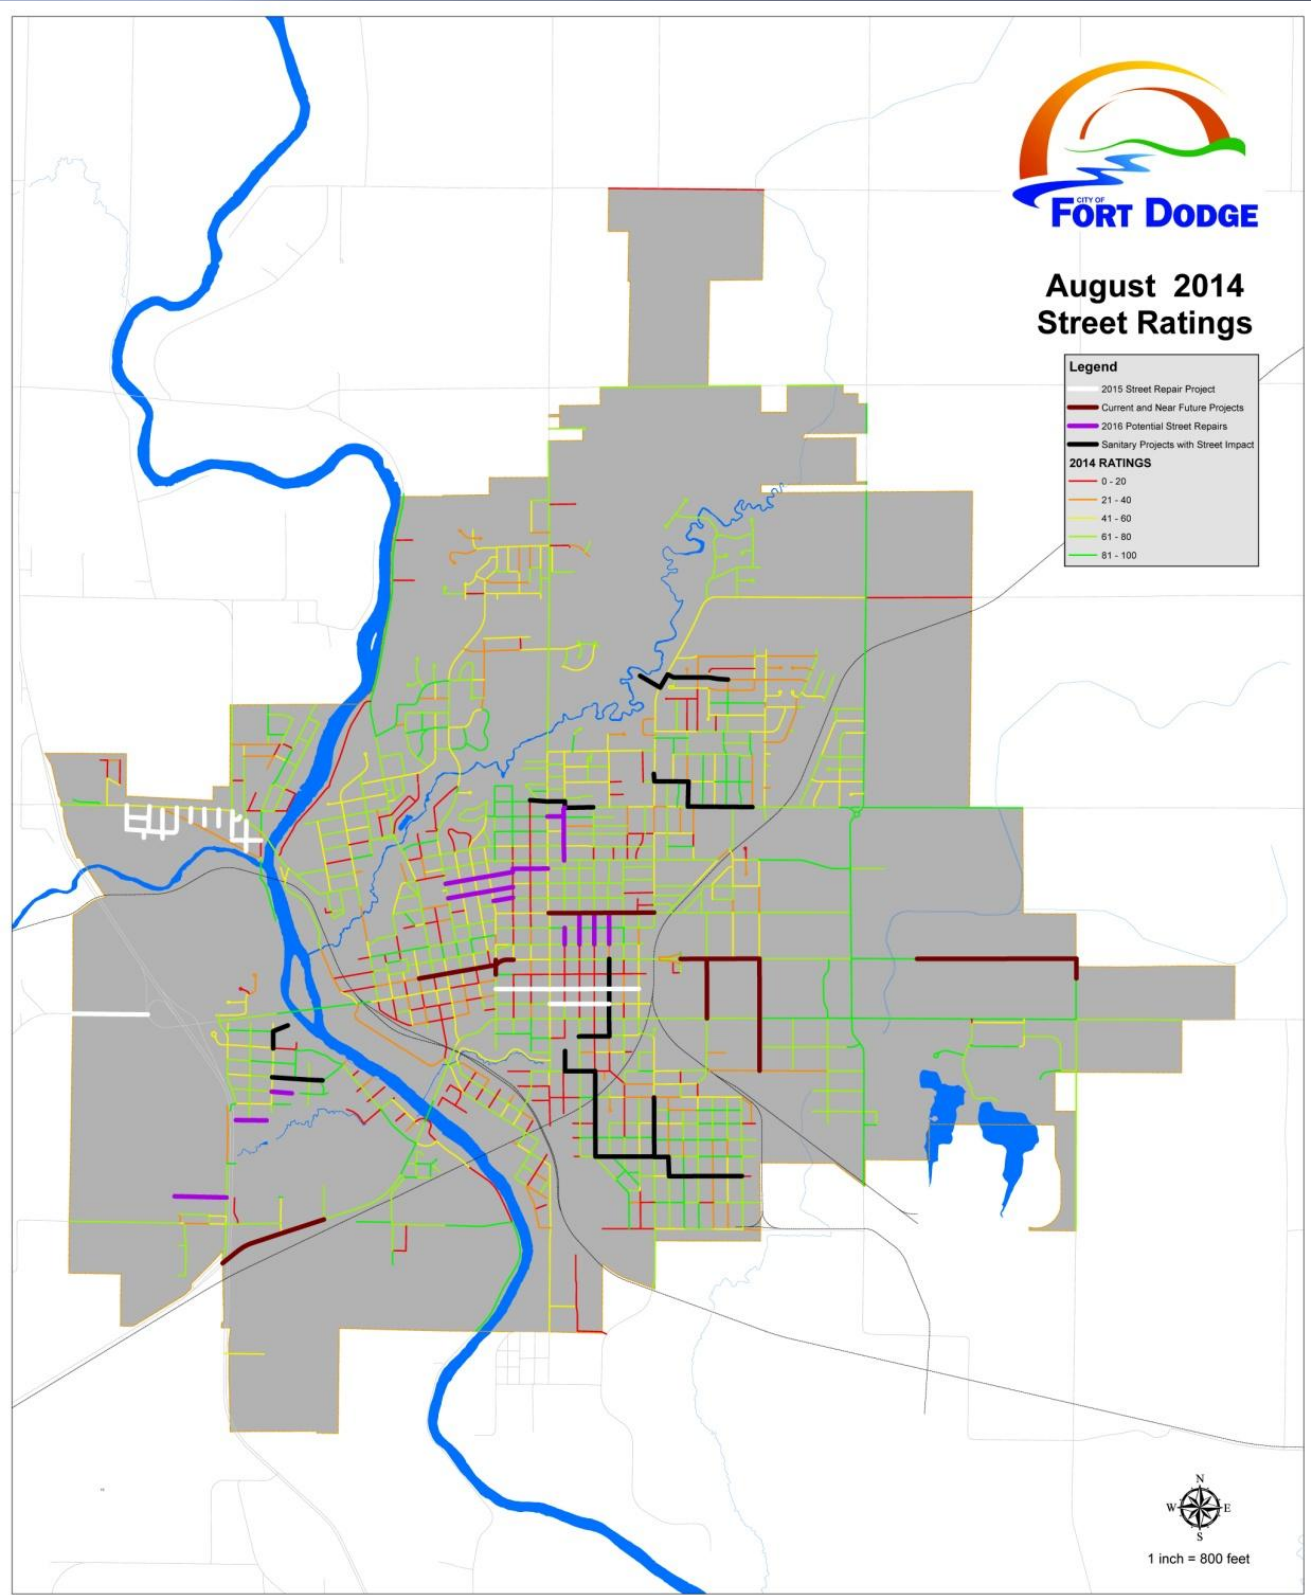 CITY OF
FORT DODGE
August 2014
Street Ratings
Legend
2015 Street Repair Project
Current and Near Future Projects
2016 Potential Street Repairs
Sanitary Projects with Street Impact
2014 RATINGS
0 - 20
21 - 40
41 - 60
61 - 80
81 - 100
N
W E
S
1 inch = 800 feet